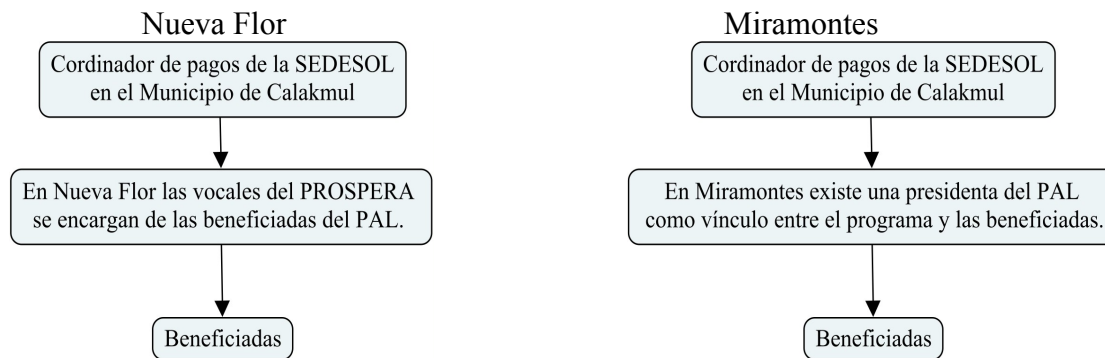 Nueva Flor
Cordinador de pagos de la SEDESOL
en el Municipio de Calakmul
En Nueva Flor las vocales del PROSPERA
se encargan de las beneficiadas del PAL.
Beneficiadas
Miramontes
Cordinador de pagos de la SEDESOL
en el Municipio de Calakmul
En Miramontes existe una presidenta del PAL
como vínculo entre el programa y las beneficiadas.
Beneficiadas